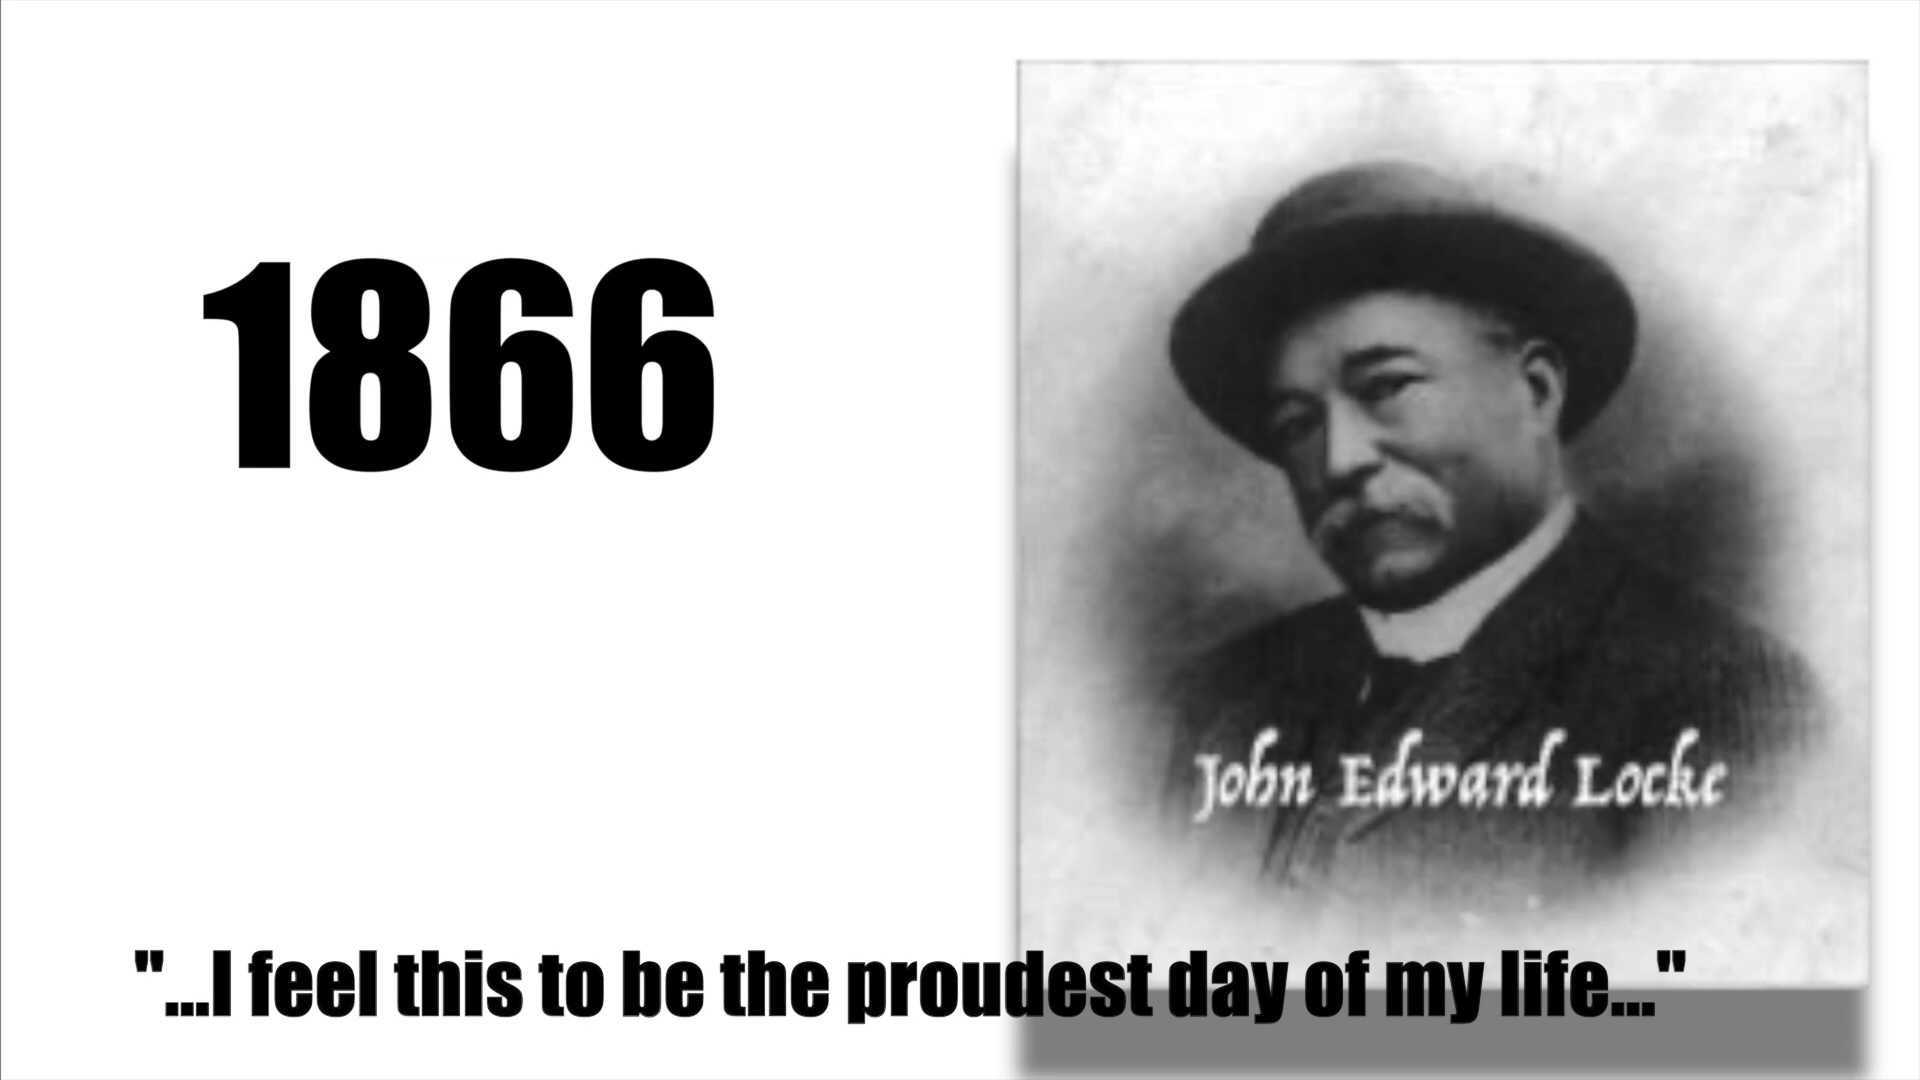 1866
John Edward Locke
"...I feel this to be the proudest day of my life..."